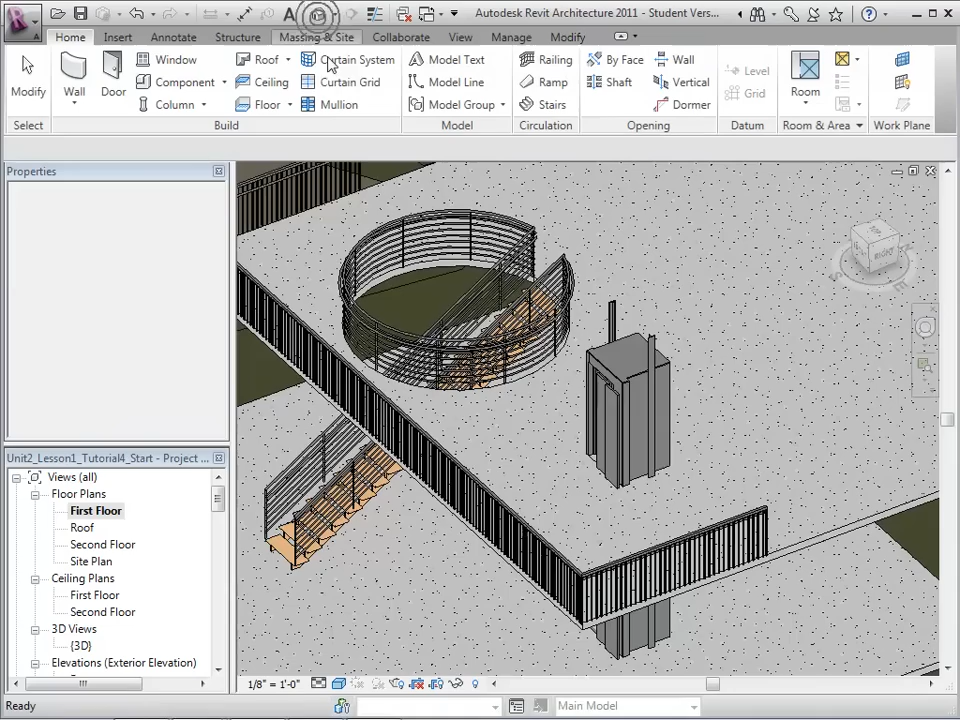 Autodesk Revit Architecture 2011 - Student Vers...
Home Insert Annotate Structure Massing & Site Collaborate View Manage Modify
Modify
Wall
Door
Window
Component
Column
Roof
Ceiling
Floor
Curtain System
Curtain Grid
Mullion
Model Text
Model Line
Model Group
Railing
Ramp
Stairs
By Face
Shaft
Wall
Vertical
Dormer
Level
Grid
Room
Select Build Model Circulation Opening Datum Room & Area Work Plane
Properties
Unit2_Lesson1_Tutorial4_Start - Project ...
Views (all)
Floor Plans
First Floor
Roof
Second Floor
Site Plan
Ceiling Plans
First Floor
Second Floor
3D Views
{3D}
Elevations (Exterior Elevation)
1/8" = 1'-0"
Ready
Main Model